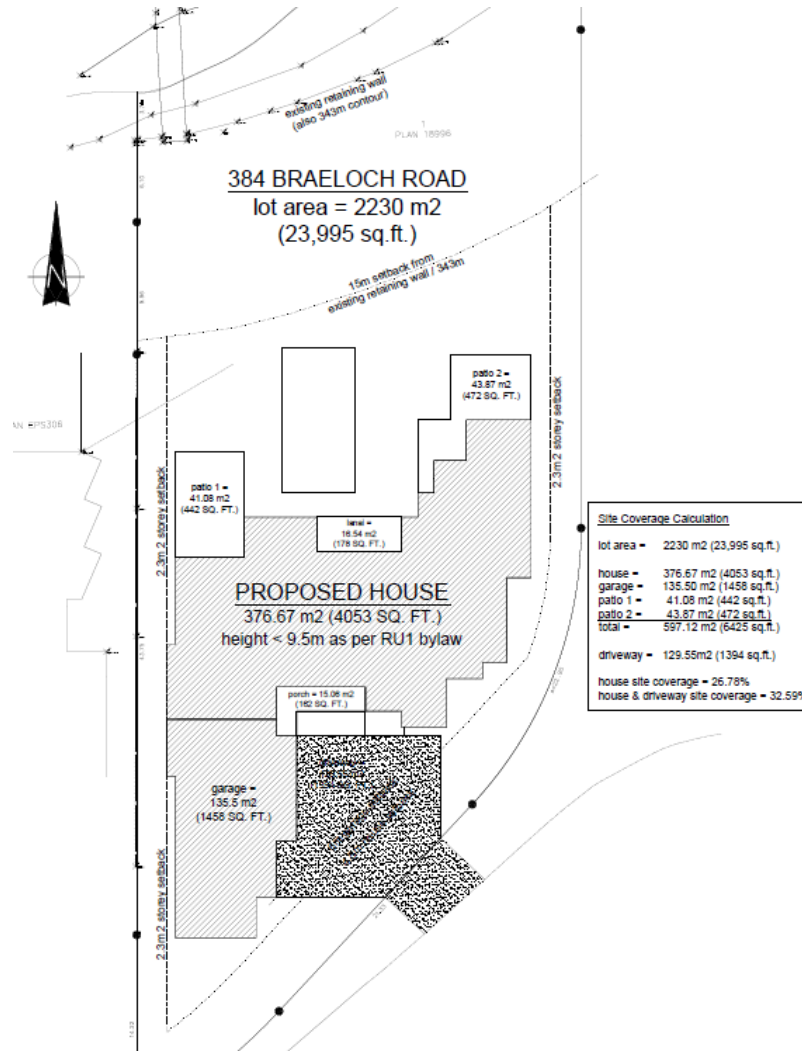 existing retaining wall
(also 343m contour)
1
PLAN 18996
384 BRAELOCH ROAD
lot area = 2230 m2
(23,995 sq.ft.)
N
15m setback from
existing retaining wall / 343m
patio 2 =
43.87 m2
(472 SQ. FT.)
AN EPS306
2.3m 2 storey setback
2.3m 2 storey setback
patio 1 =
41.08 m2
(442 SQ. FT.)
lanai =
16.54 m2
(178 SQ. FT.)
PROPOSED HOUSE
376.67 m2 (4053 SQ. FT.)
height < 9.5m as per RU1 bylaw
porch = 15.06 m2
(162 SQ. FT.)
garage =
135.5 m2
(1458 SQ. FT.)
2.3m 2 storey setback
Site Coverage Calculation
lot area = 2230 m2 (23,995 sq.ft.)
house = 376.67 m2 (4053 sq.ft.)
garage = 135.50 m2 (1458 sq.ft.)
patio 1 = 41.08 m2 (442 sq.ft.)
patio 2 = 43.87 m2 (472 sq.ft.)
total = 597.12 m2 (6425 sq.ft.)
driveway = 129.55m2 (1394 sq.ft.)
house site coverage = 26.78%
house & driveway site coverage = 32.59%